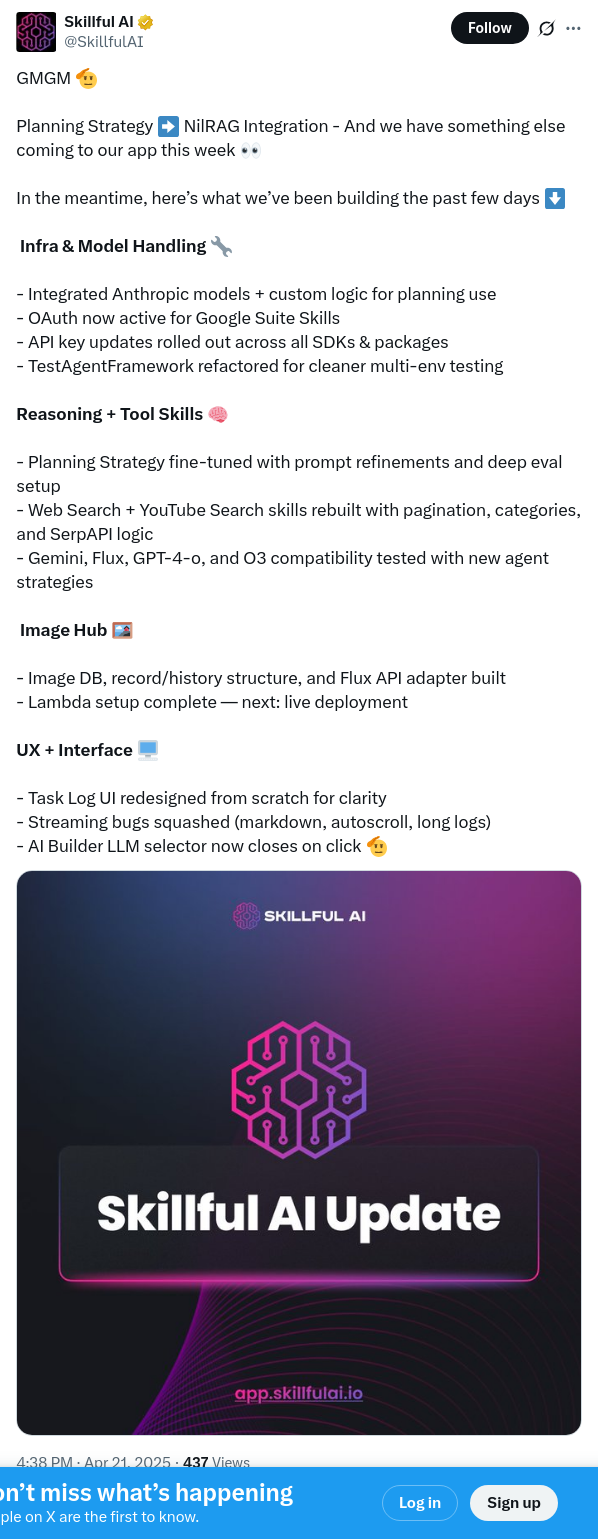 Skillful AI
@SkillfulAI
Follow
GMGM 🫡
Planning Strategy ➡️ NilRAG Integration - And we have something else
coming to our app this week 👀
In the meantime, here’s what we’ve been building the past few days ⬇️
Infra & Model Handling 🔧
- Integrated Anthropic models + custom logic for planning use
- OAuth now active for Google Suite Skills
- API key updates rolled out across all SDKs & packages
- TestAgentFramework refactored for cleaner multi-env testing
Reasoning + Tool Skills 🧠
- Planning Strategy fine-tuned with prompt refinements and deep eval
setup
- Web Search + YouTube Search skills rebuilt with pagination, categories,
and SerpAPI logic
- Gemini, Flux, GPT-4-o, and O3 compatibility tested with new agent
strategies
Image Hub 🖼️
- Image DB, record/history structure, and Flux API adapter built
- Lambda setup complete — next: live deployment
UX + Interface 🖥️
- Task Log UI redesigned from scratch for clarity
- Streaming bugs squashed (markdown, autoscroll, long logs)
- AI Builder LLM selector now closes on click 🫡
SKILLFUL AI
Skillful AI Update
app.skillfulai.io
4:38 PM · Apr 21, 2025 · 437 Views
on’t miss what’s happening
ple on X are the first to know.
Log in
Sign up